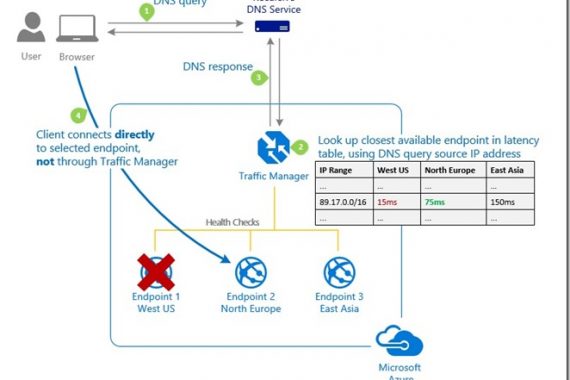 1
DNS query
DNS Service
User
Browser
DNS response
3
4
Client connects directly
to selected endpoint,
not through Traffic Manager
2
Traffic Manager
Look up closest available endpoint in latency
table, using DNS query source IP address
IP Range West US North Europe East Asia
... ... ... ...
89.17.0.0/16 15ms 75ms 150ms
... ... ... ...
Health Checks
Endpoint 1
West US
Endpoint 2
North Europe
Endpoint 3
East Asia
Microsoft
Azure